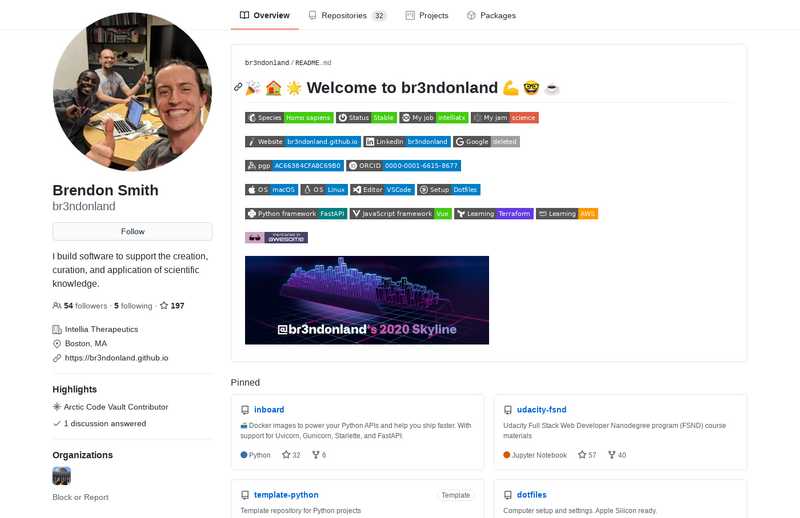 Overview
Repositories 32
Projects
Packages
br3ndonland / README.md
Welcome to br3ndonland
Species Homo sapiens Status Stable My job intelliatx My jam science
Website br3ndonland.github.io LinkedIn br3ndonland Google deleted
pgp AC66384CFA8C69B0 ORCID 0000-0001-6615-8677
OS macOS OS Linux Editor VSCode Setup Dotfiles
Python framework FastAPI JavaScript framework Vue Learning Terraform Learning AWS
awesome
@br3ndonland's 2020 Skyline
Brendon Smith
br3ndonland
Follow
I build software to support the creation,
curation, and application of scientific
knowledge.
54 followers · 5 following · 197
Intellia Therapeutics
Boston, MA
https://br3ndonland.github.io
Highlights
Arctic Code Vault Contributor
1 discussion answered
Organizations
Block or Report
Pinned
inboard
Docker images to power your Python APIs and help you ship faster. With
support for Uvicorn, Gunicorn, Starlette, and FastAPI.
Python 32 6
udacity-fsnd
Udacity Full Stack Web Developer Nanodegree program (FSND) course
materials
Jupyter Notebook 57 40
template-python Template
Template repository for Python projects
dotfiles
Computer setup and settings. Apple Silicon ready.